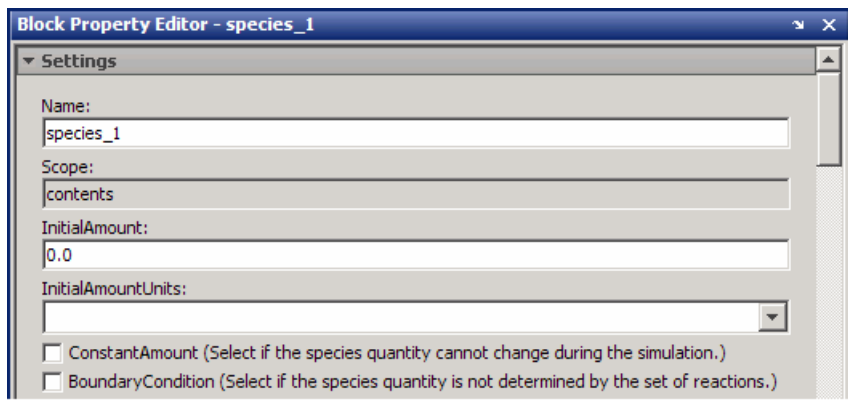 Block Property Editor - species_1
Settings
Name:
species_1
Scope:
contents
InitialAmount:
0.0
InitialAmountUnits:
ConstantAmount (Select if the species quantity cannot change during the simulation.)
BoundaryCondition (Select if the species quantity is not determined by the set of reactions.)